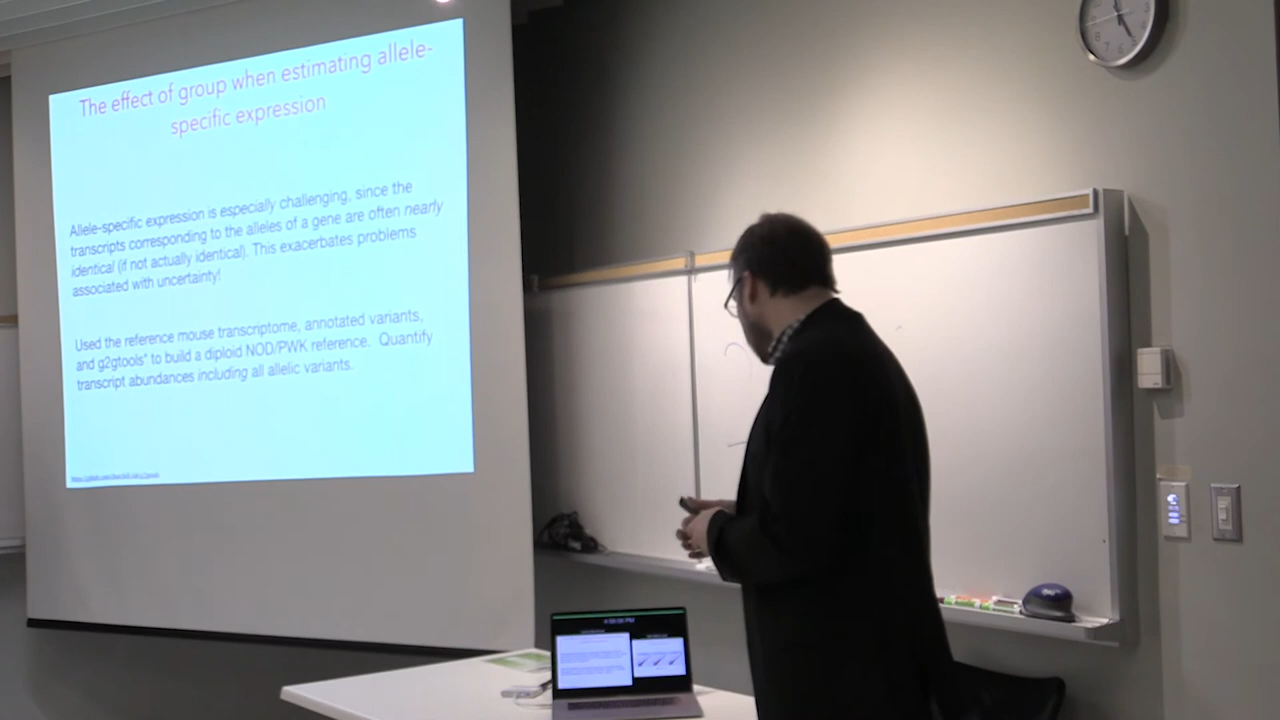 The effect of group when estimating allele-
specific expression
Allele-specific expression is especially challenging, since the
transcripts corresponding to the alleles of a gene are often nearly
identical (if not actually identical). This exacerbates problems
associated with uncertainty!
Used the reference mouse transcriptome, annotated variants,
and g2gtools* to build a diploid NOD/PWK reference. Quantify
transcript abundances including all allelic variants.